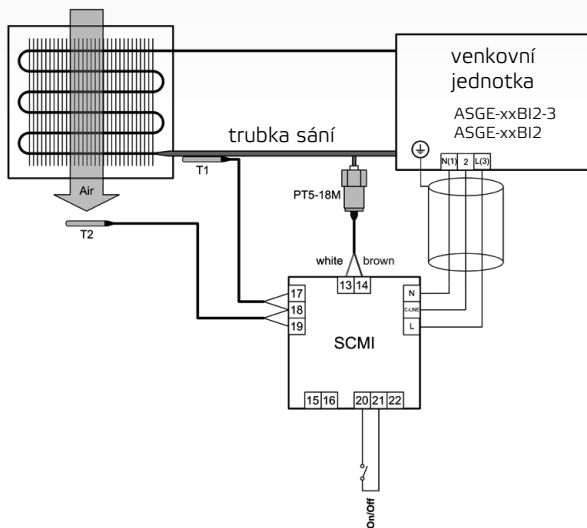 venkovní
jednotka
ASGE-xxBI2-3
ASGE-xxBI2
N(1) 2 L(3)
trubka sání
T1
Air
T2
PT5-18M
white brown
13 14
17
18
19
N
C-LINE
L
SCMI
15 16
20 21 22
On/Off